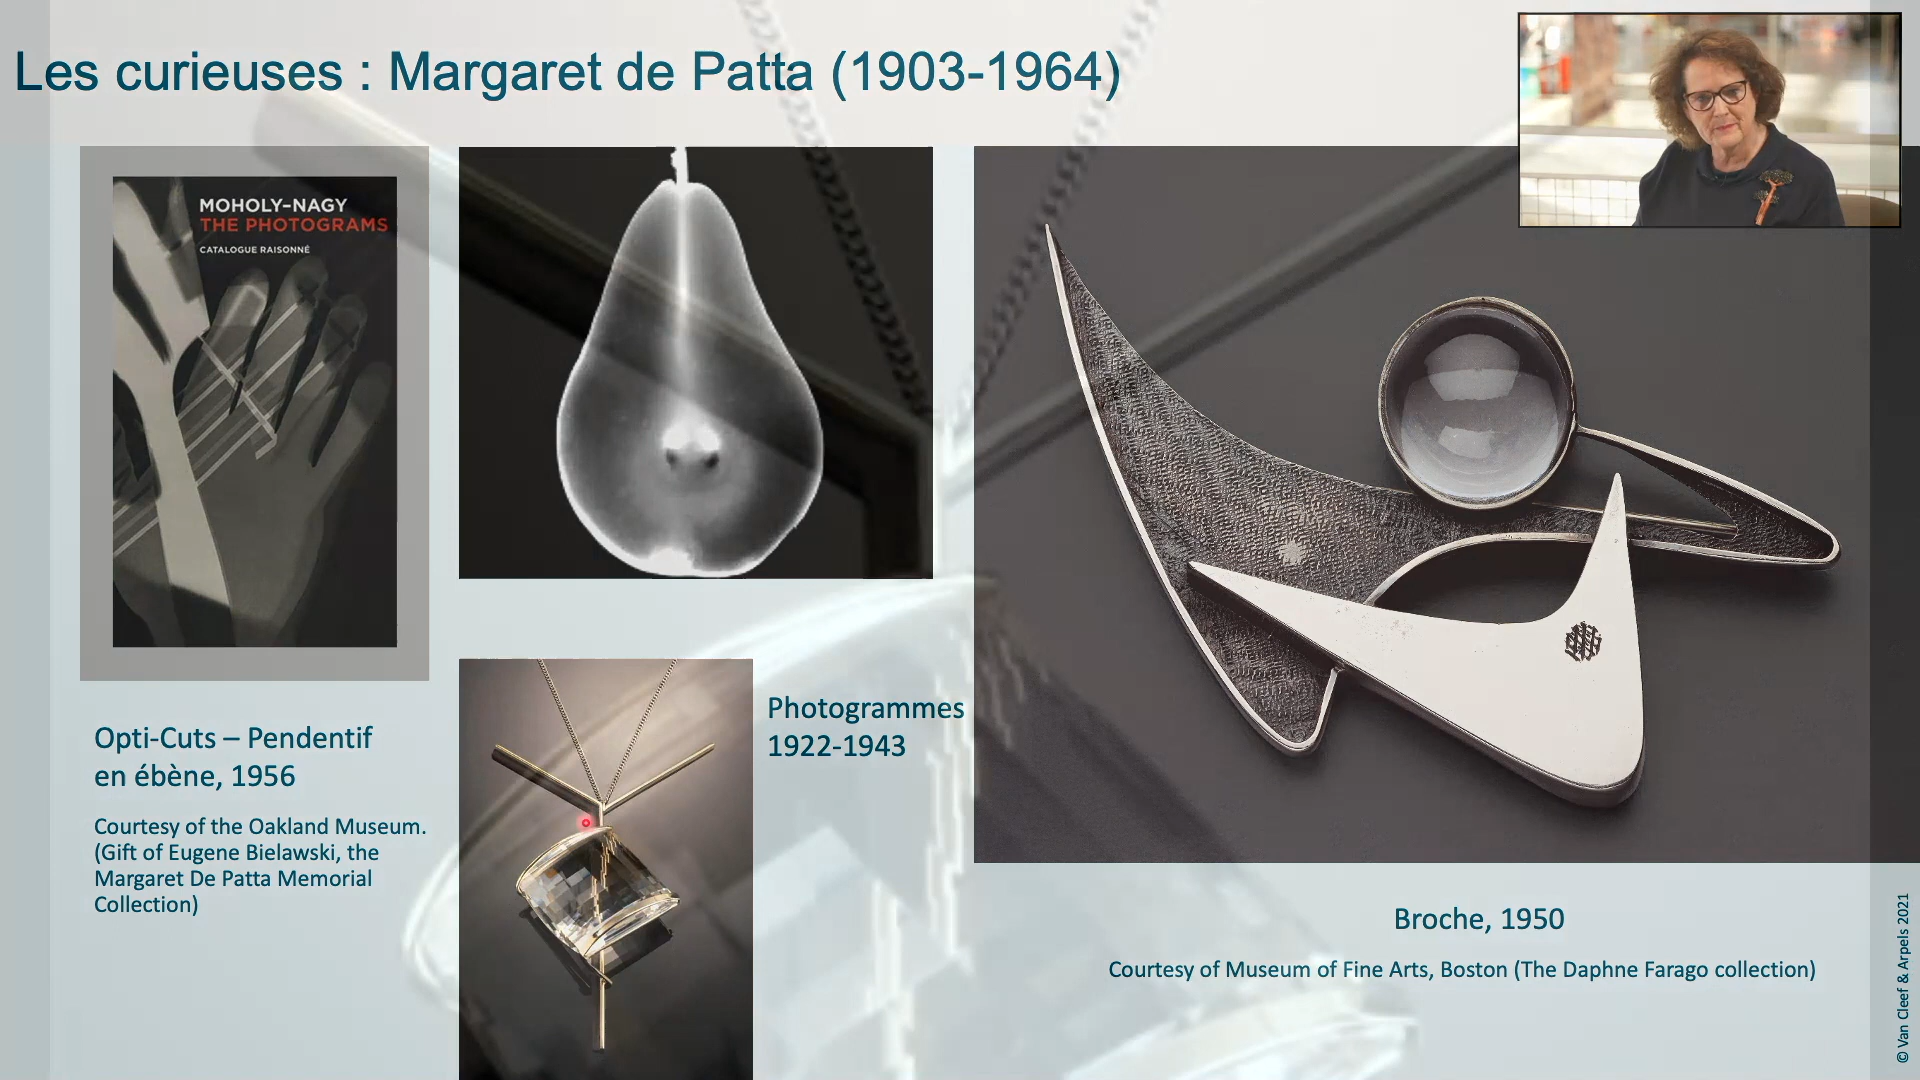 Les curieuses : Margaret de Patta (1903-1964)
MOHOLY-NAGY
THE PHOTOGRAMS
CATALOGUE RAISONNÉ
Opti-Cuts – Pendentif
en ébène, 1956
Courtesy of the Oakland Museum.
(Gift of Eugene Bielawski, the
Margaret De Patta Memorial
Collection)
Photogrammes
1922-1943
Broche, 1950
Courtesy of Museum of Fine Arts, Boston (The Daphne Farago collection)
© Van Cleef & Arpels 2021